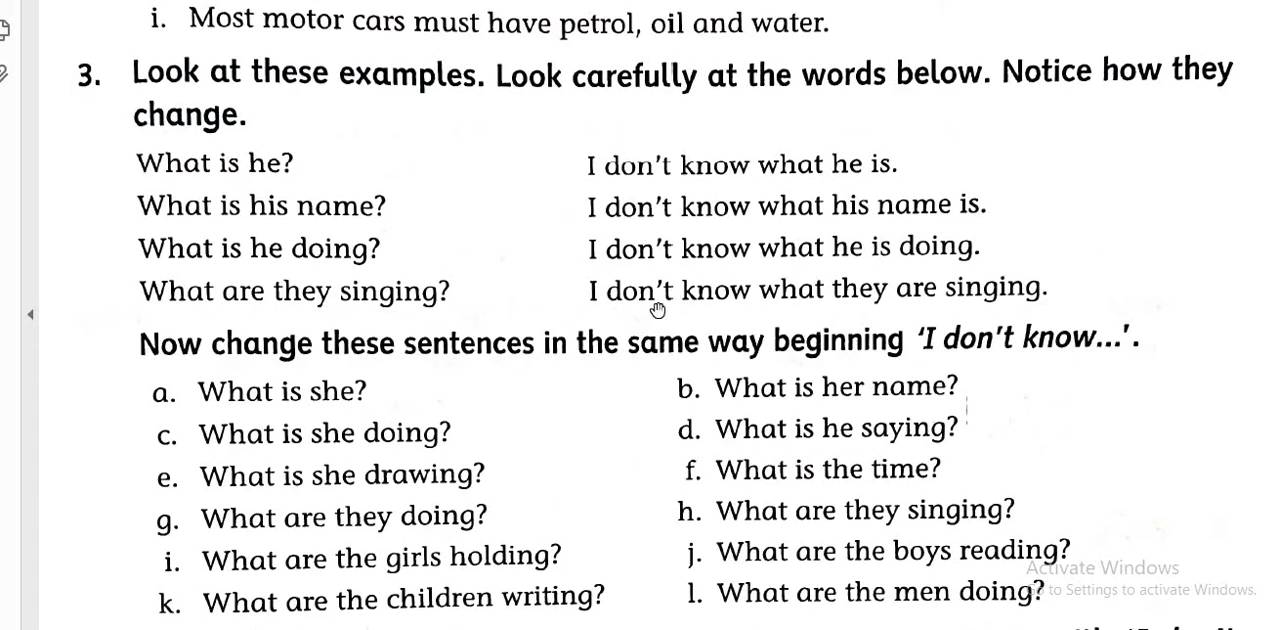 i. Most motor cars must have petrol, oil and water.
3. Look at these examples. Look carefully at the words below. Notice how they
change.
What is he? I don't know what he is.
What is his name? I don't know what his name is.
What is he doing? I don't know what he is doing.
What are they singing? I don't know what they are singing.
Now change these sentences in the same way beginning 'I don't know...'.
a. What is she? b. What is her name?
c. What is she doing? d. What is he saying?
e. What is she drawing? f. What is the time?
g. What are they doing? h. What are they singing?
i. What are the girls holding? j. What are the boys reading?
Activate Windows
k. What are the children writing? l. What are the men doing?
to Settings to activate Windows.